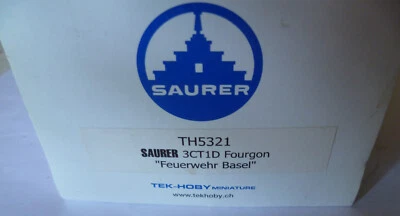 SAURER
TH5321
SAURER 3CT1D Fourgon
"Feuerwehr Basel"
TEK-HOBY MINIATURE
www.tekhoby.ch